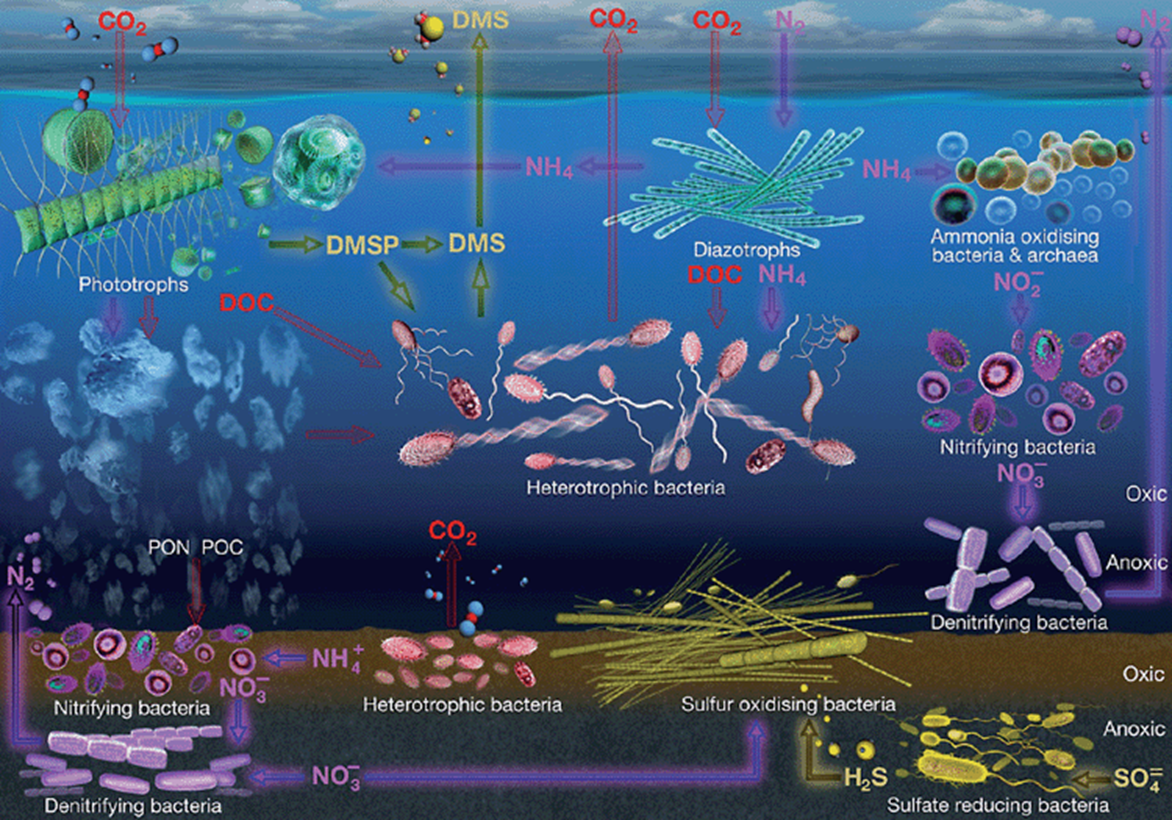 CO₂
DMS
CO₂
CO₂
N₂
N₂
NH₄
NH₄
DMSP
DMS
Diazotrophs
Ammonia oxidising
bacteria & archaea
Phototrophs
DOC
DOC
NH₄
NO₂⁻
Nitrifying bacteria
NO₃⁻
Heterotrophic bacteria
Oxic
CO₂
PON POC
Anoxic
N₂
Denitrifying bacteria
NH₄⁺
NO₃⁻
Oxic
Nitrifying bacteria
Heterotrophic bacteria
Sulfur oxidising bacteria
Anoxic
NO₃⁻
H₂S
SO₄⁼
Denitrifying bacteria
Sulfate reducing bacteria